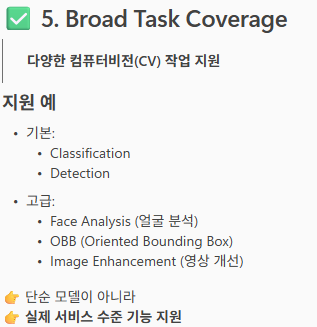 ✅ 5. Broad Task Coverage
다양한 컴퓨터비전(CV) 작업 지원
지원 예
• 기본:
• Classification
• Detection
• 고급:
• Face Analysis (얼굴 분석)
• OBB (Oriented Bounding Box)
• Image Enhancement (영상 개선)
👉 단순 모델이 아니라
👉 실제 서비스 수준 기능 지원